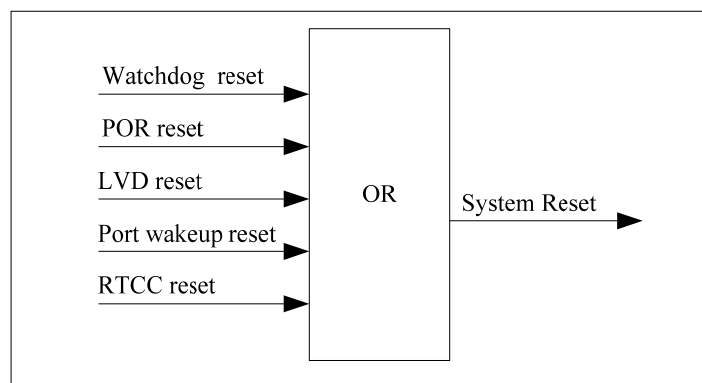 Watchdog reset
POR reset
LVD reset
Port wakeup reset
RTCC reset
OR
System Reset